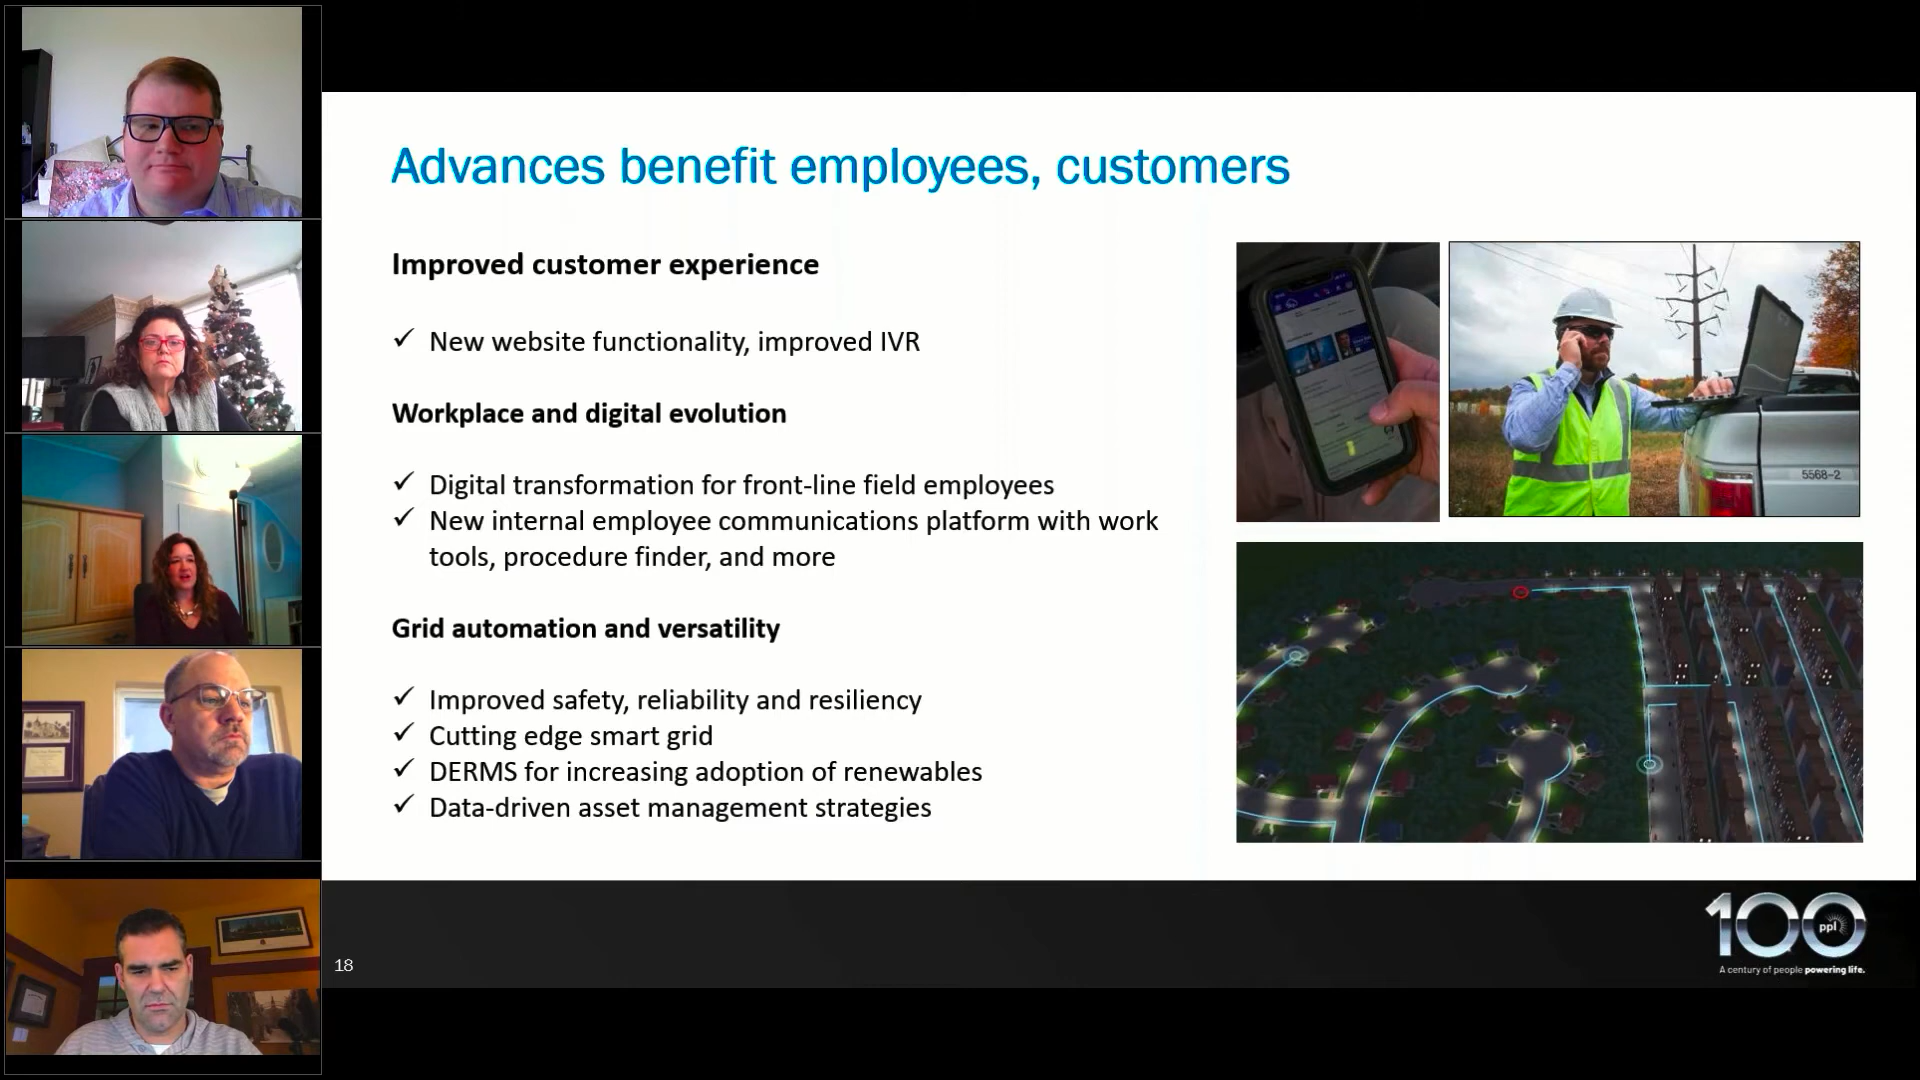 Advances benefit employees, customers
Improved customer experience
✓ New website functionality, improved IVR
Workplace and digital evolution
✓ Digital transformation for front-line field employees
✓ New internal employee communications platform with work
tools, procedure finder, and more
Grid automation and versatility
✓ Improved safety, reliability and resiliency
✓ Cutting edge smart grid
✓ DERMS for increasing adoption of renewables
✓ Data-driven asset management strategies
5568-2
18
100
ppl
A century of people powering life.